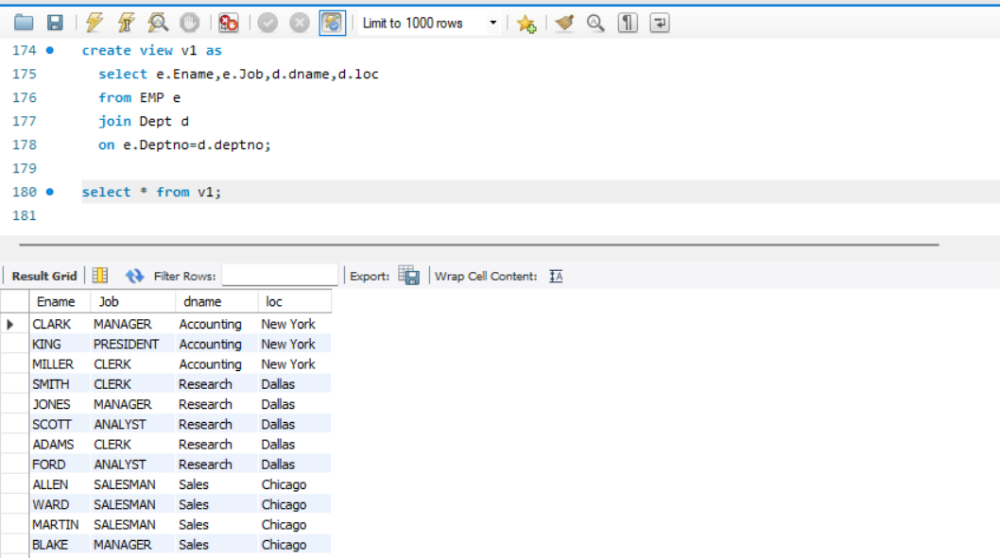 Limit to 1000 rows
174 create view v1 as
175 select e.Ename,e.Job,d.dname,d.loc
176 from EMP e
177 join Dept d
178 on e.Deptno=d.deptno;
179
180 select * from v1;
181
Result Grid Filter Rows: Export: Wrap Cell Content:
Ename Job dname loc
CLARK MANAGER Accounting New York
KING PRESIDENT Accounting New York
MILLER CLERK Accounting New York
SMITH CLERK Research Dallas
JONES MANAGER Research Dallas
SCOTT ANALYST Research Dallas
ADAMS CLERK Research Dallas
FORD ANALYST Research Dallas
ALLEN SALESMAN Sales Chicago
WARD SALESMAN Sales Chicago
MARTIN SALESMAN Sales Chicago
BLAKE MANAGER Sales Chicago